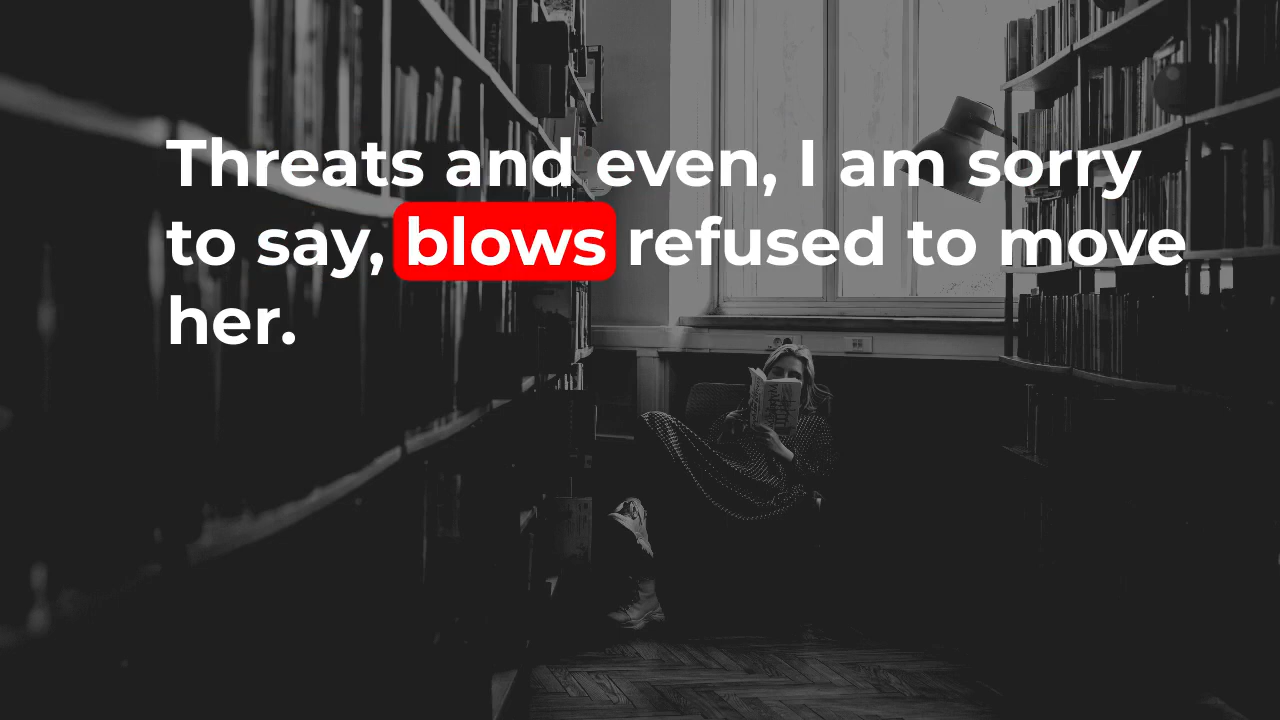 Threats and even, I am sorry
to say, blows refused to move
her.